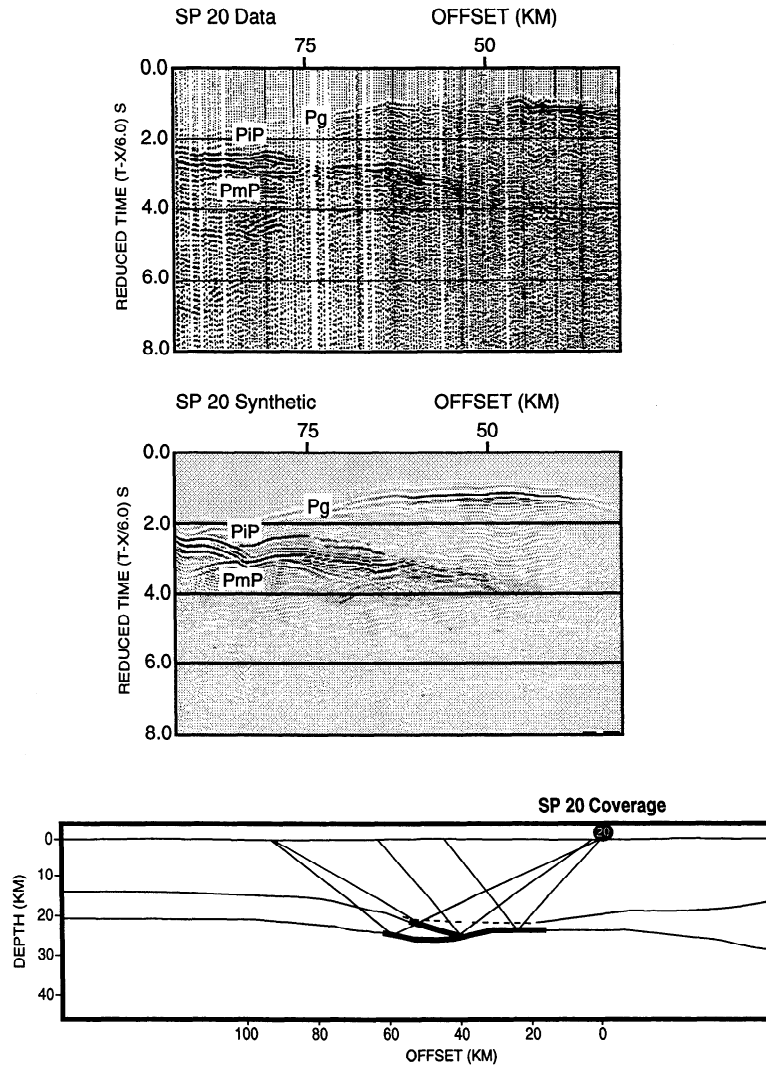 SP 20 Data OFFSET (KM)
75 50
0.0
2.0
4.0
6.0
8.0
REDUCED TIME (T-X/6.0) S
Pg
PiP
PmP
SP 20 Synthetic OFFSET (KM)
75 50
0.0
2.0
4.0
6.0
8.0
REDUCED TIME (T-X/6.0) S
Pg
PiP
PmP
SP 20 Coverage
20
0
10
20
30
40
DEPTH (KM)
100 80 60 40 20 0
OFFSET (KM)